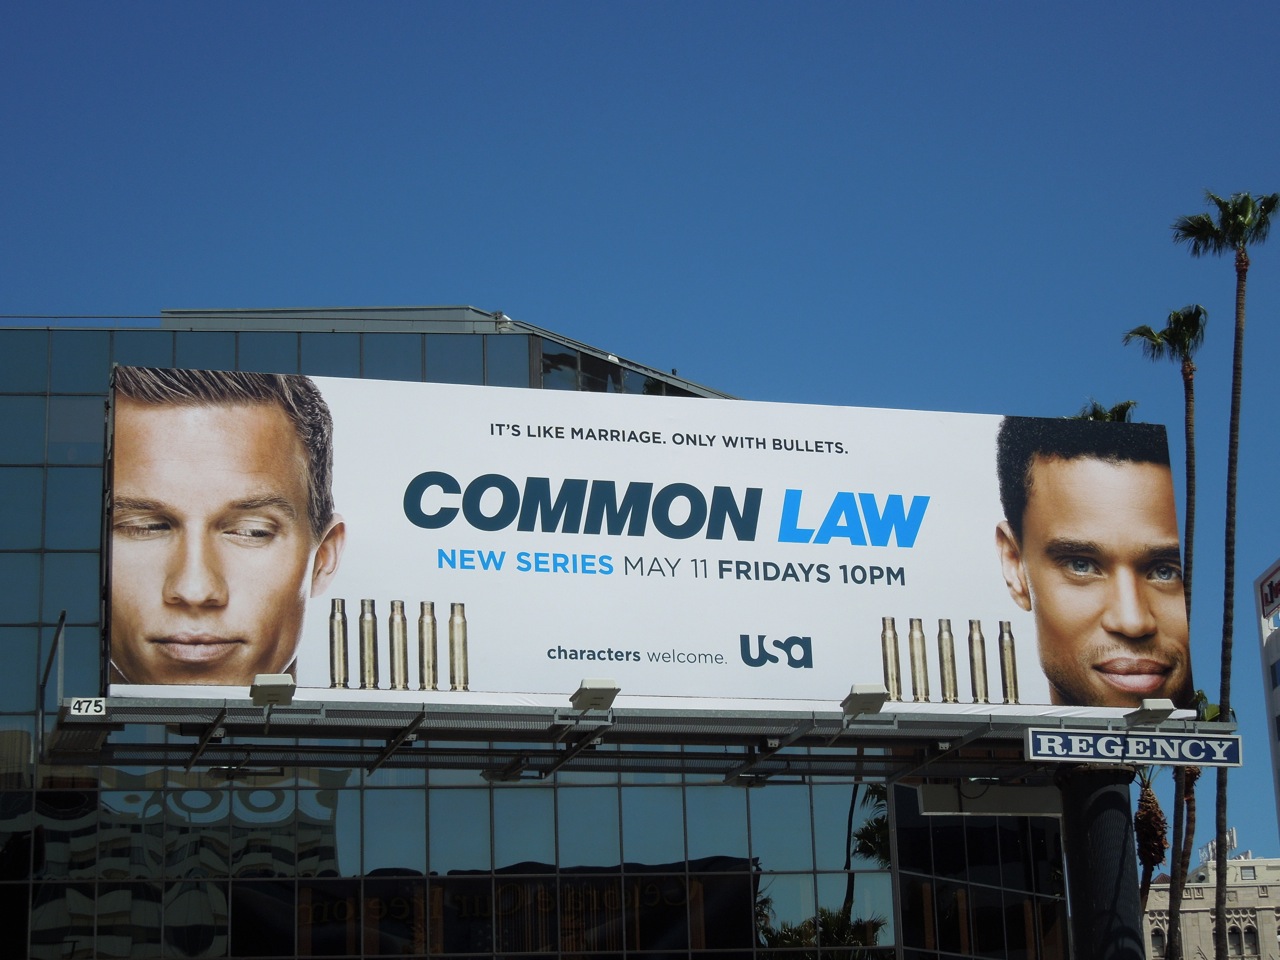 IT'S LIKE MARRIAGE. ONLY WITH BULLETS.
COMMON LAW
NEW SERIES MAY 11 FRIDAYS 10PM
characters welcome. usa
475
REGENCY